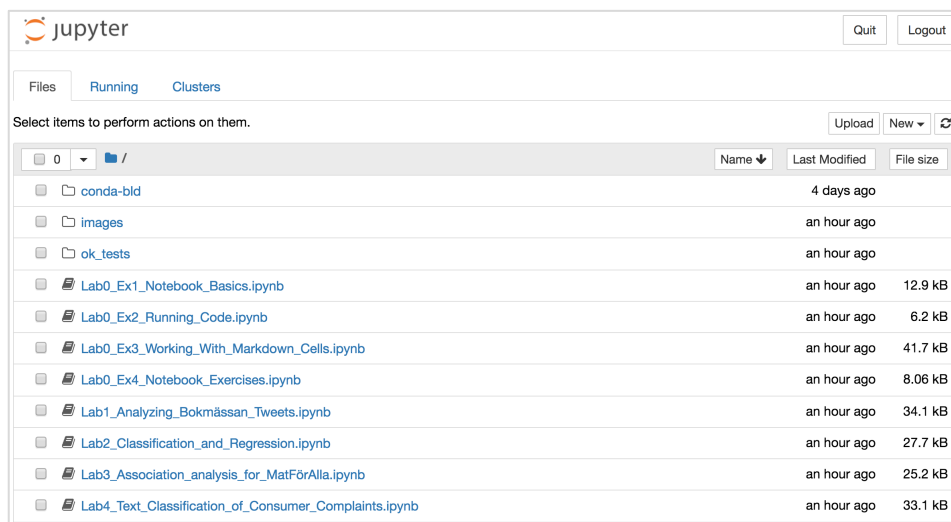 jupyter Quit Logout
Files Running Clusters
Select items to perform actions on them. Upload New
0 / Name Last Modified File size
conda-bld 4 days ago
images an hour ago
ok_tests an hour ago
Lab0_Ex1_Notebook_Basics.ipynb an hour ago 12.9 kB
Lab0_Ex2_Running_Code.ipynb an hour ago 6.2 kB
Lab0_Ex3_Working_With_Markdown_Cells.ipynb an hour ago 41.7 kB
Lab0_Ex4_Notebook_Exercises.ipynb an hour ago 8.06 kB
Lab1_Analyzing_Bokmässan_Tweets.ipynb an hour ago 34.1 kB
Lab2_Classification_and_Regression.ipynb an hour ago 27.7 kB
Lab3_Association_analysis_for_MatFörAlla.ipynb an hour ago 25.2 kB
Lab4_Text_Classification_of_Consumer_Complaints.ipynb an hour ago 33.1 kB